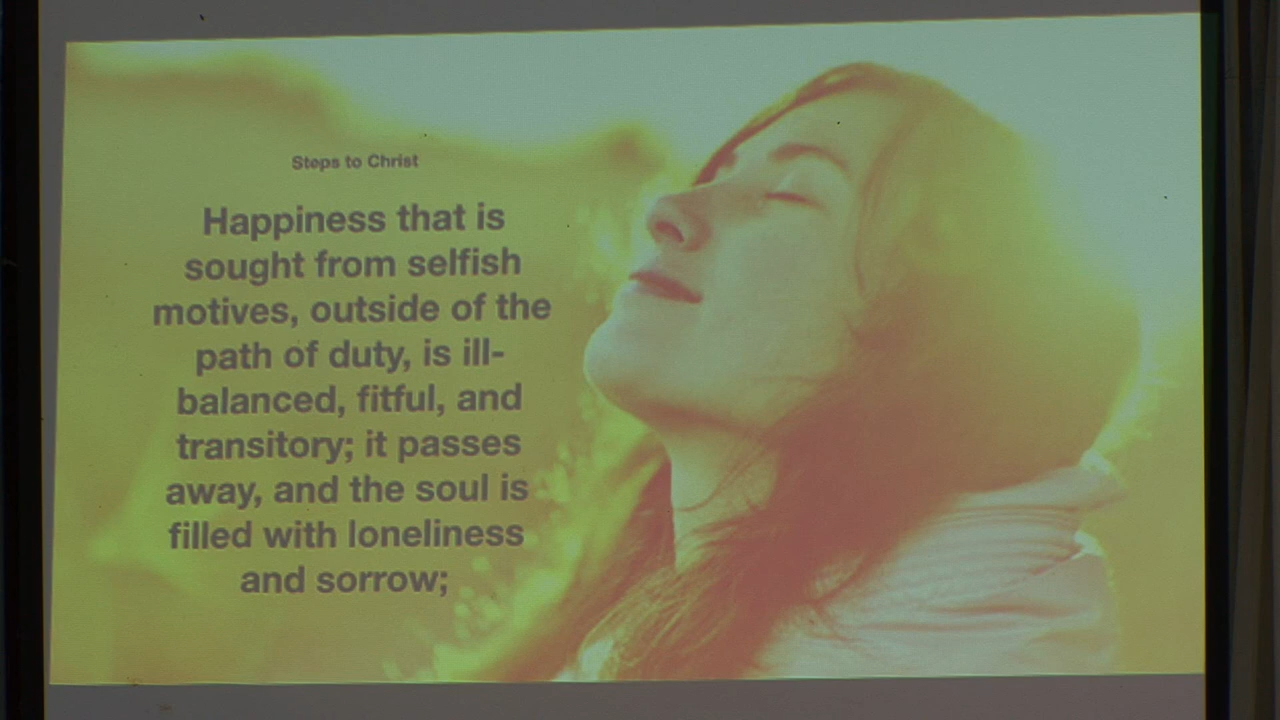 Steps to Christ
Happiness that is
sought from selfish
motives, outside of the
path of duty, is ill-
balanced, fitful, and
transitory; it passes
away, and the soul is
filled with loneliness
and sorrow;